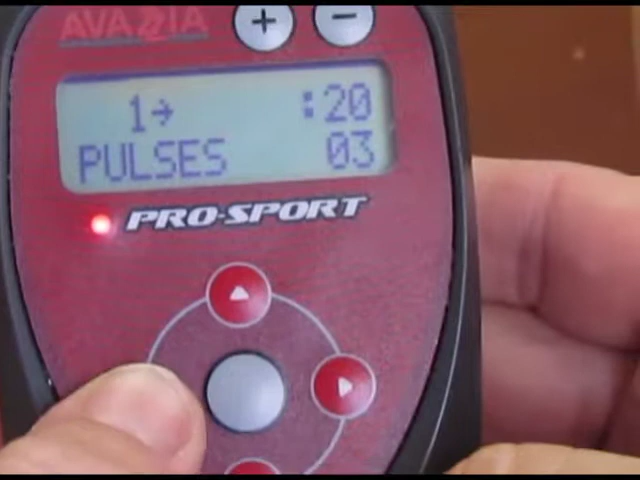 AVAZZIA
+ −
1→ :20
PULSES 03
PRO-SPORT